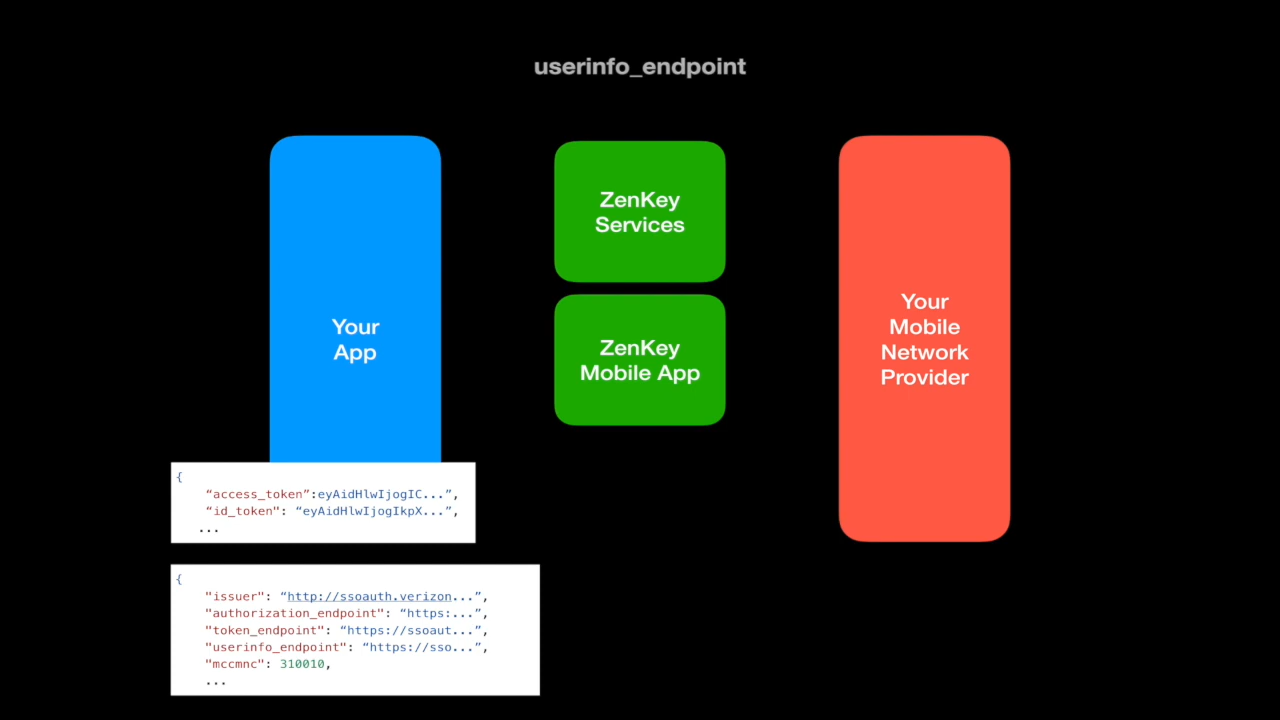 userinfo_endpoint
ZenKey
Services
Your
App
ZenKey
Mobile App
Your
Mobile
Network
Provider
{
“access_token”:eyAidHlwIjogIC...”,
“id_token": “eyAidHlwIjogIkpX...”,
...
{
"issuer": “http://ssoauth.verizon...”,
"authorization_endpoint": “https:...”,
"token_endpoint": “https://ssoaut...”,
"userinfo_endpoint": “https://sso...”,
"mccmnc": 310010,
...